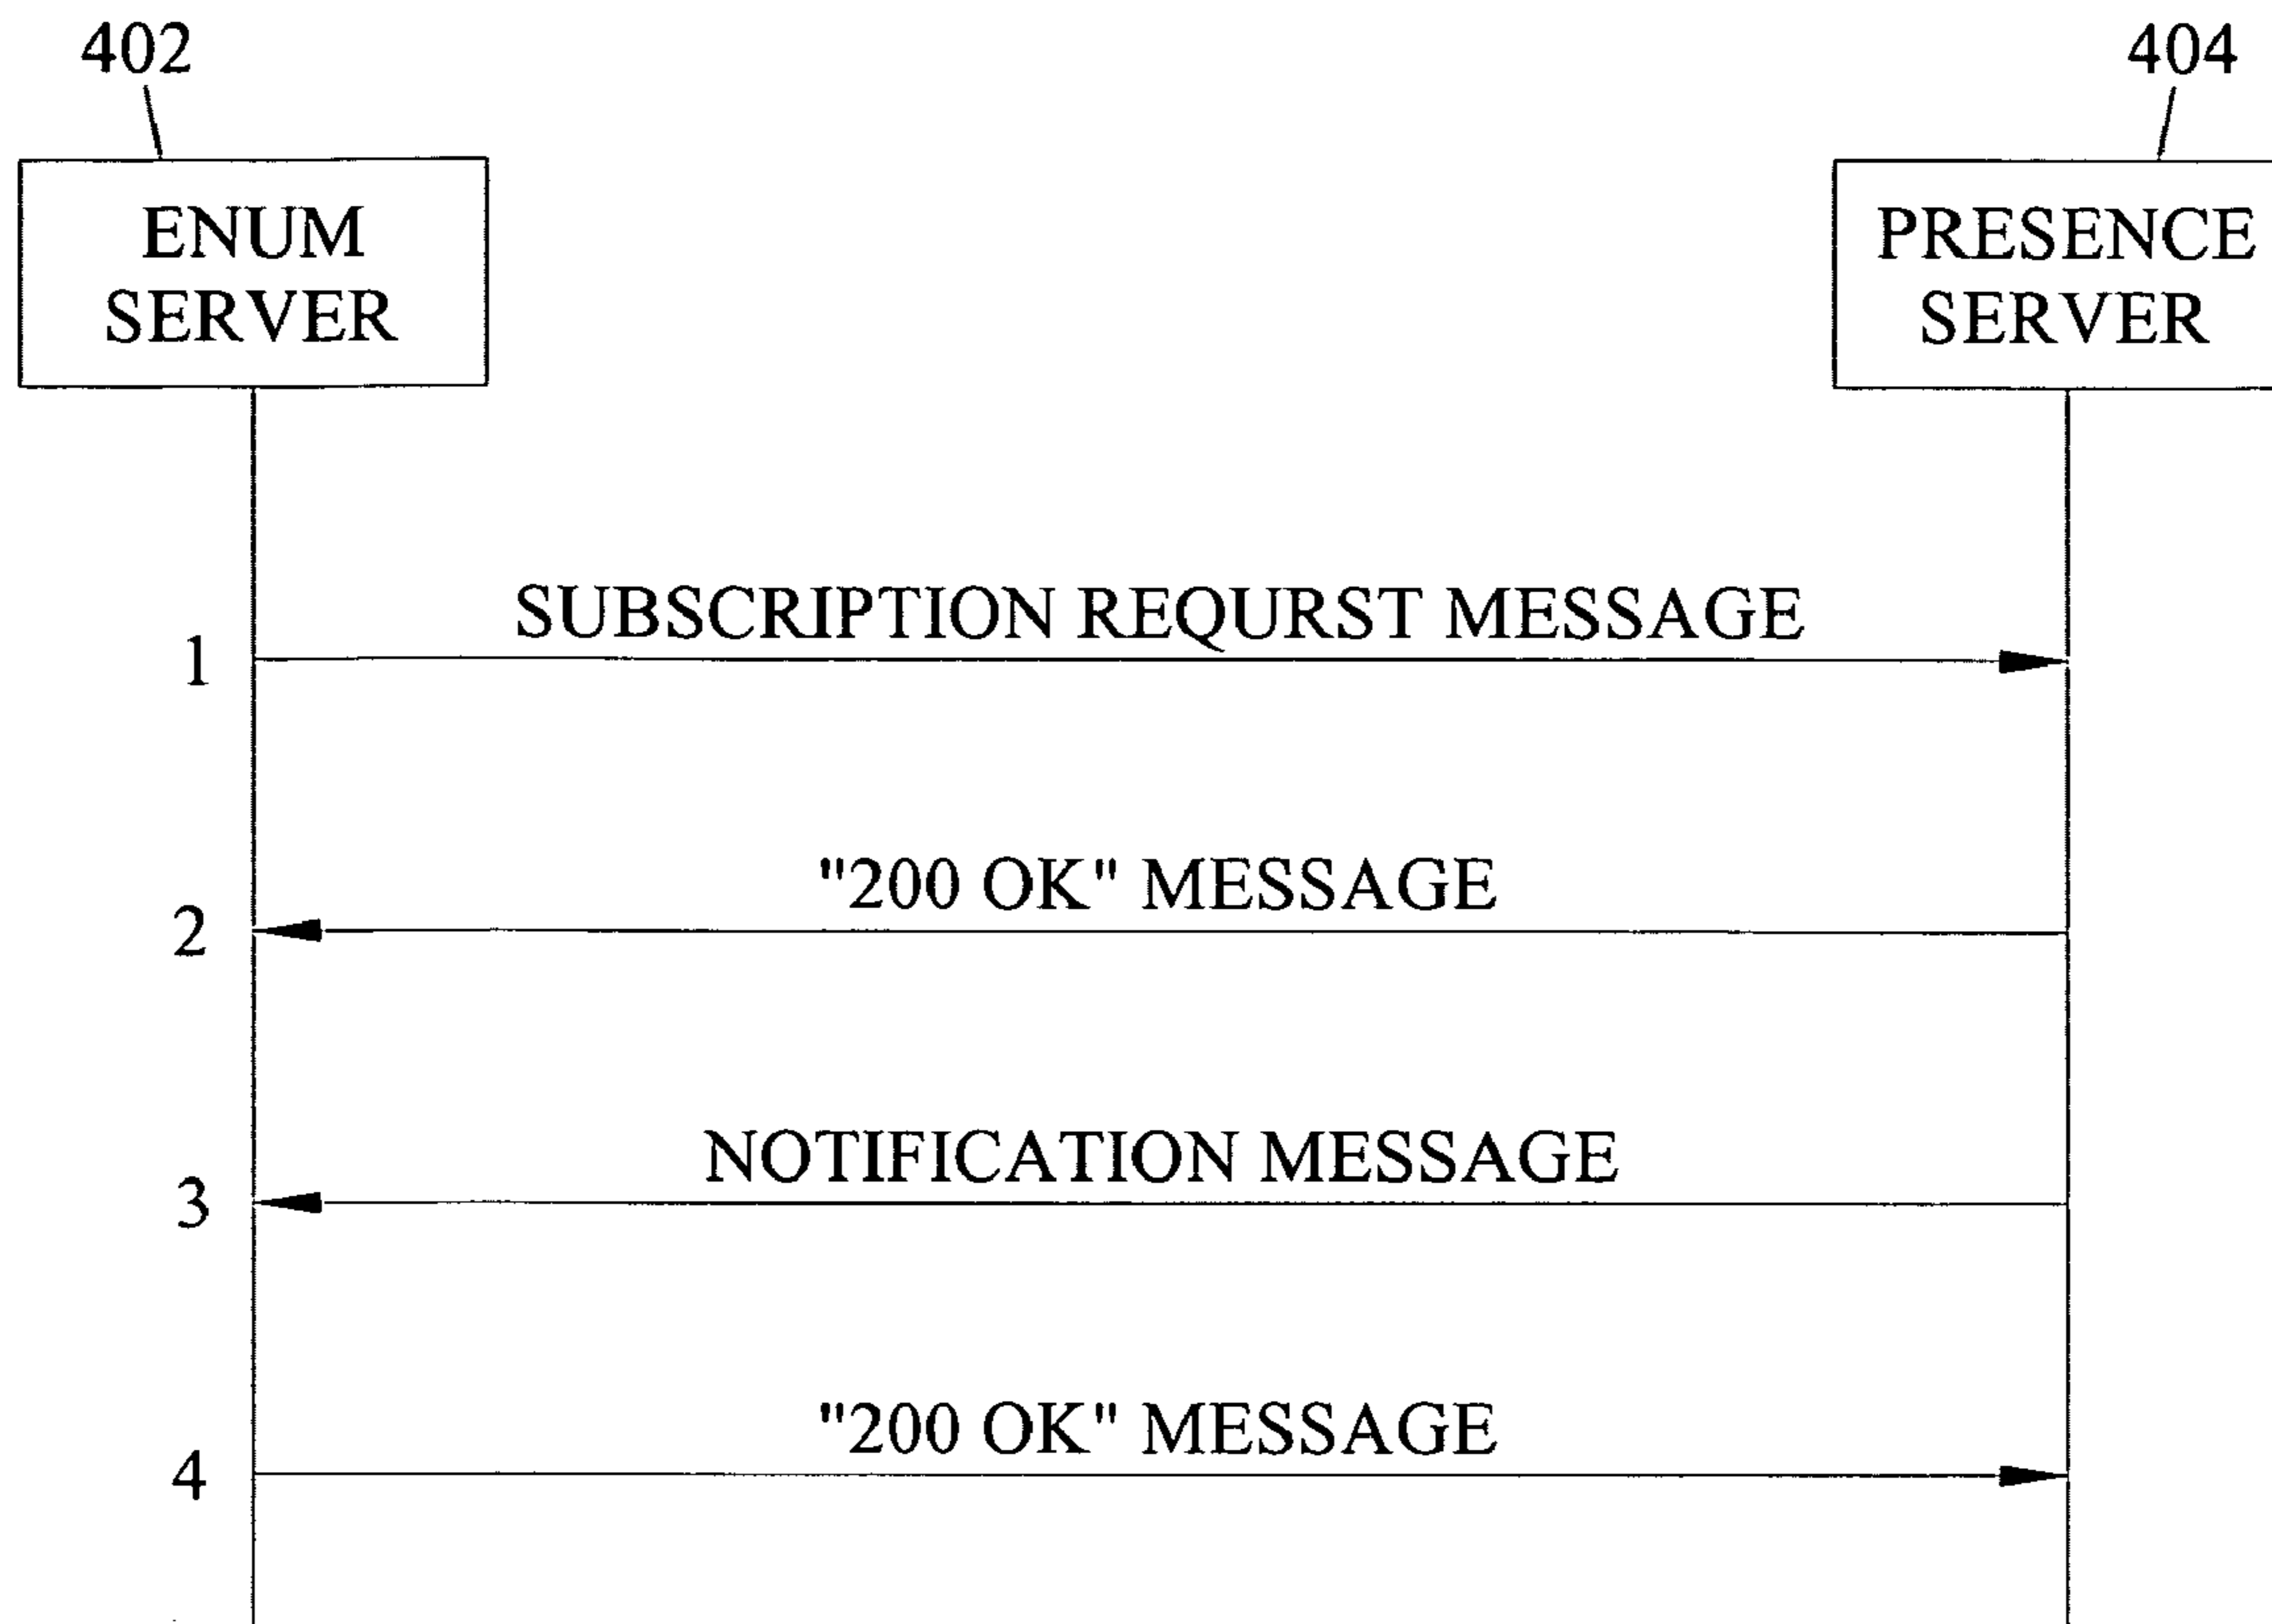 402
404
ENUM
SERVER
PRESENCE
SERVER
SUBSCRIPTION REQURST MESSAGE
1
"200 OK" MESSAGE
2
NOTIFICATION MESSAGE
3
"200 OK" MESSAGE
4